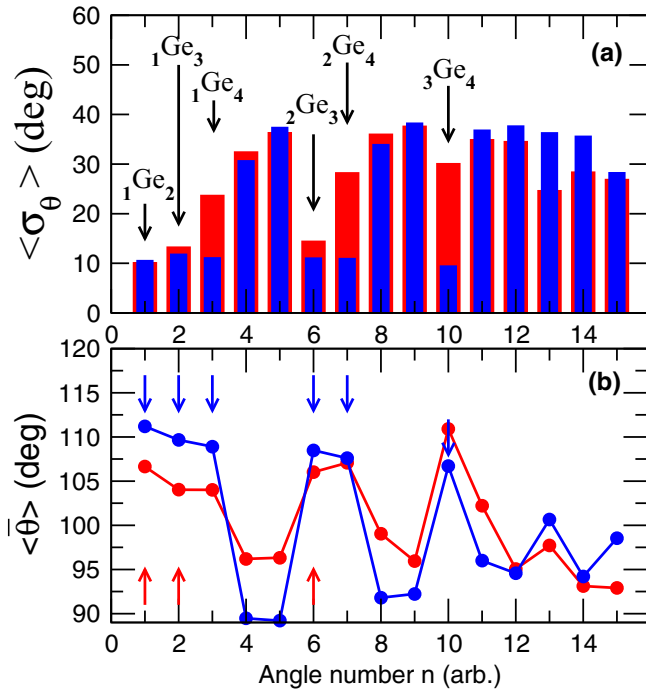 60
(a)
1Ge3
2Ge4
50
1Ge4
3Ge4
40
2Ge3
30
1Ge2
20
10
0
<σθ> (deg)
0 2 4 6 8 10 12 14
120
(b)
115
110
105
100
95
90
<θ̄> (deg)
0 2 4 6 8 10 12 14
Angle number n (arb.)